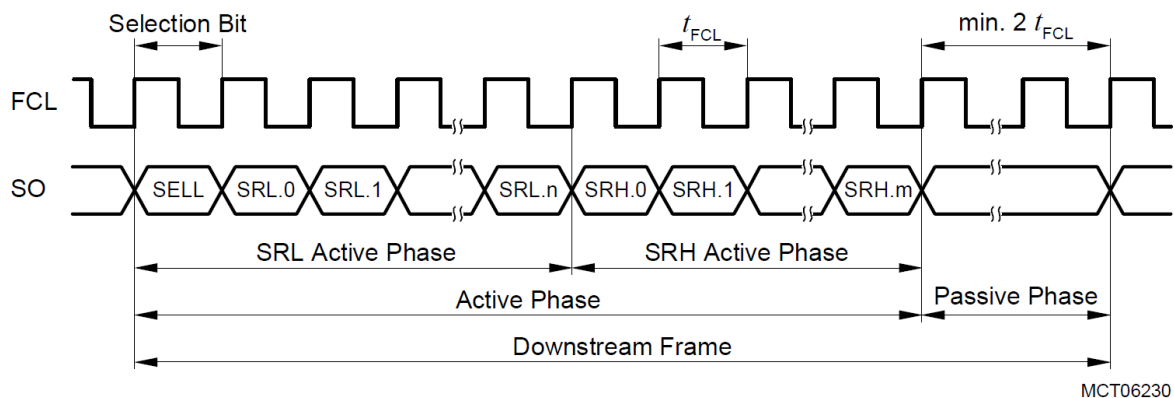 Selection Bit
tFCL
min. 2 tFCL
FCL
SO
SELL
SRL.0
SRL.1
SRL.n
SRH.0
SRH.1
SRH.m
SRL Active Phase
SRH Active Phase
Active Phase
Passive Phase
Downstream Frame
MCT06230